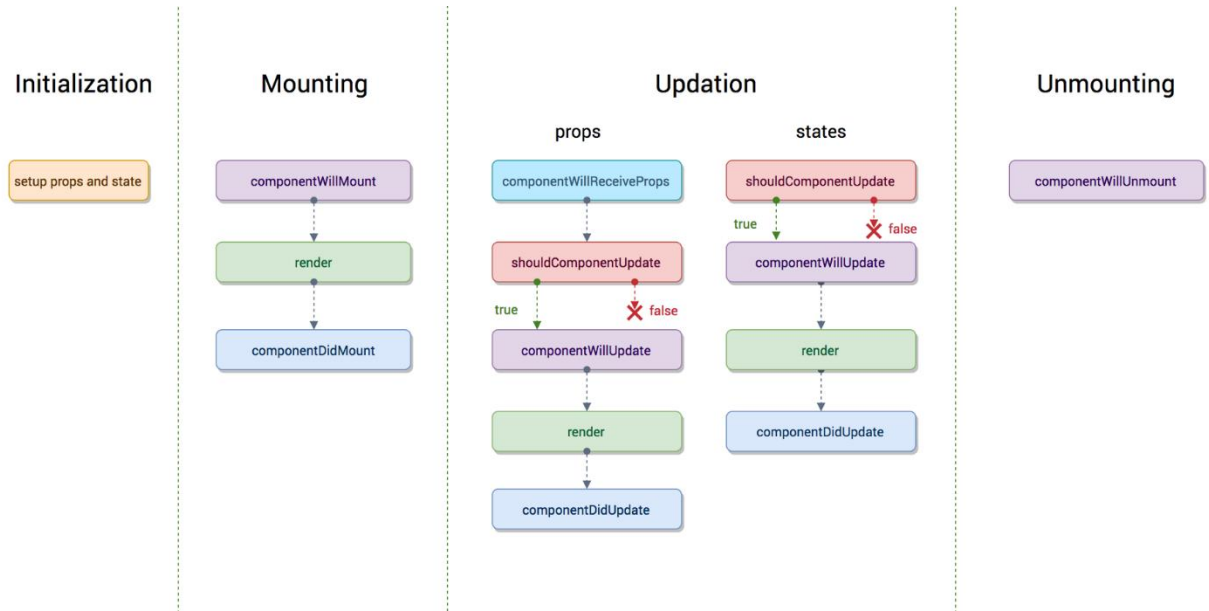 Initialization
setup props and state
Mounting
componentWillMount
render
componentDidMount
Updation
props
componentWillReceiveProps
shouldComponentUpdate
true
false
componentWillUpdate
render
componentDidUpdate
states
shouldComponentUpdate
true
false
componentWillUpdate
render
componentDidUpdate
Unmounting
componentWillUnmount